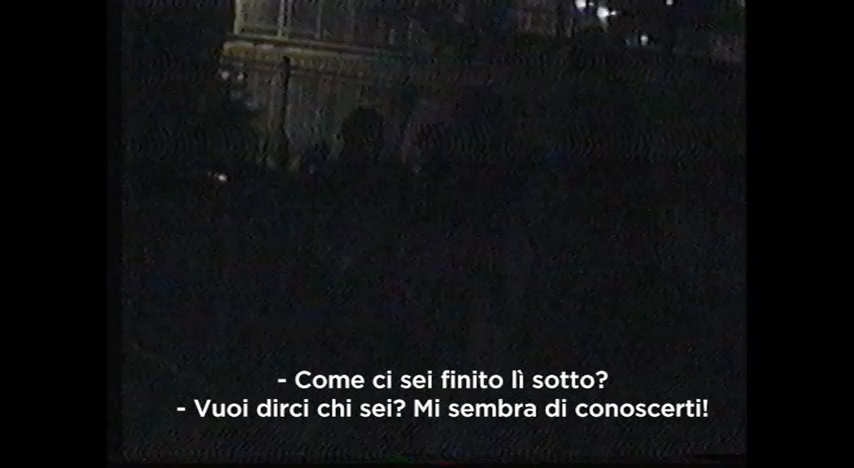 - Come ci sei finito lì sotto?
- Vuoi dirci chi sei? Mi sembra di conoscerti!